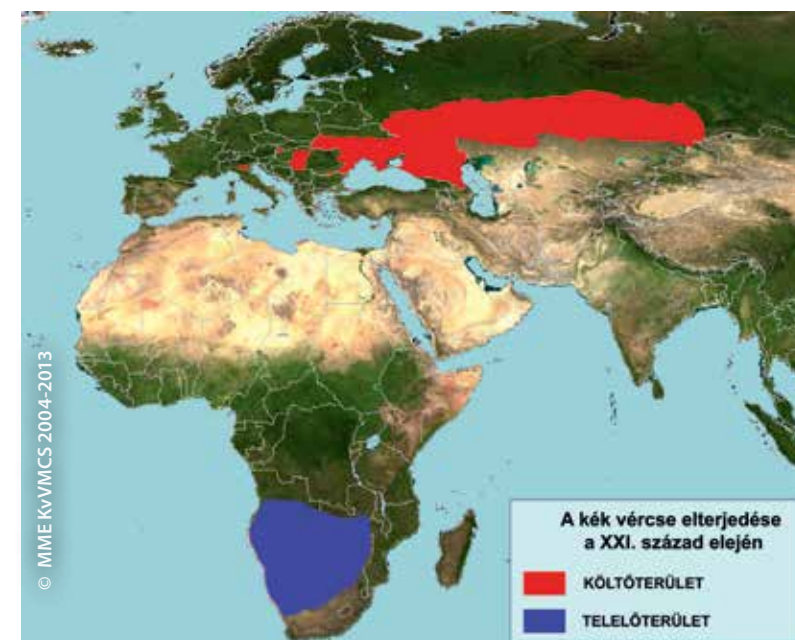 © MME KvVMCS 2004-2013
A kék vércse elterjedése
a XXI. század elején
KÖLTŐTERÜLET
TELELŐTERÜLET